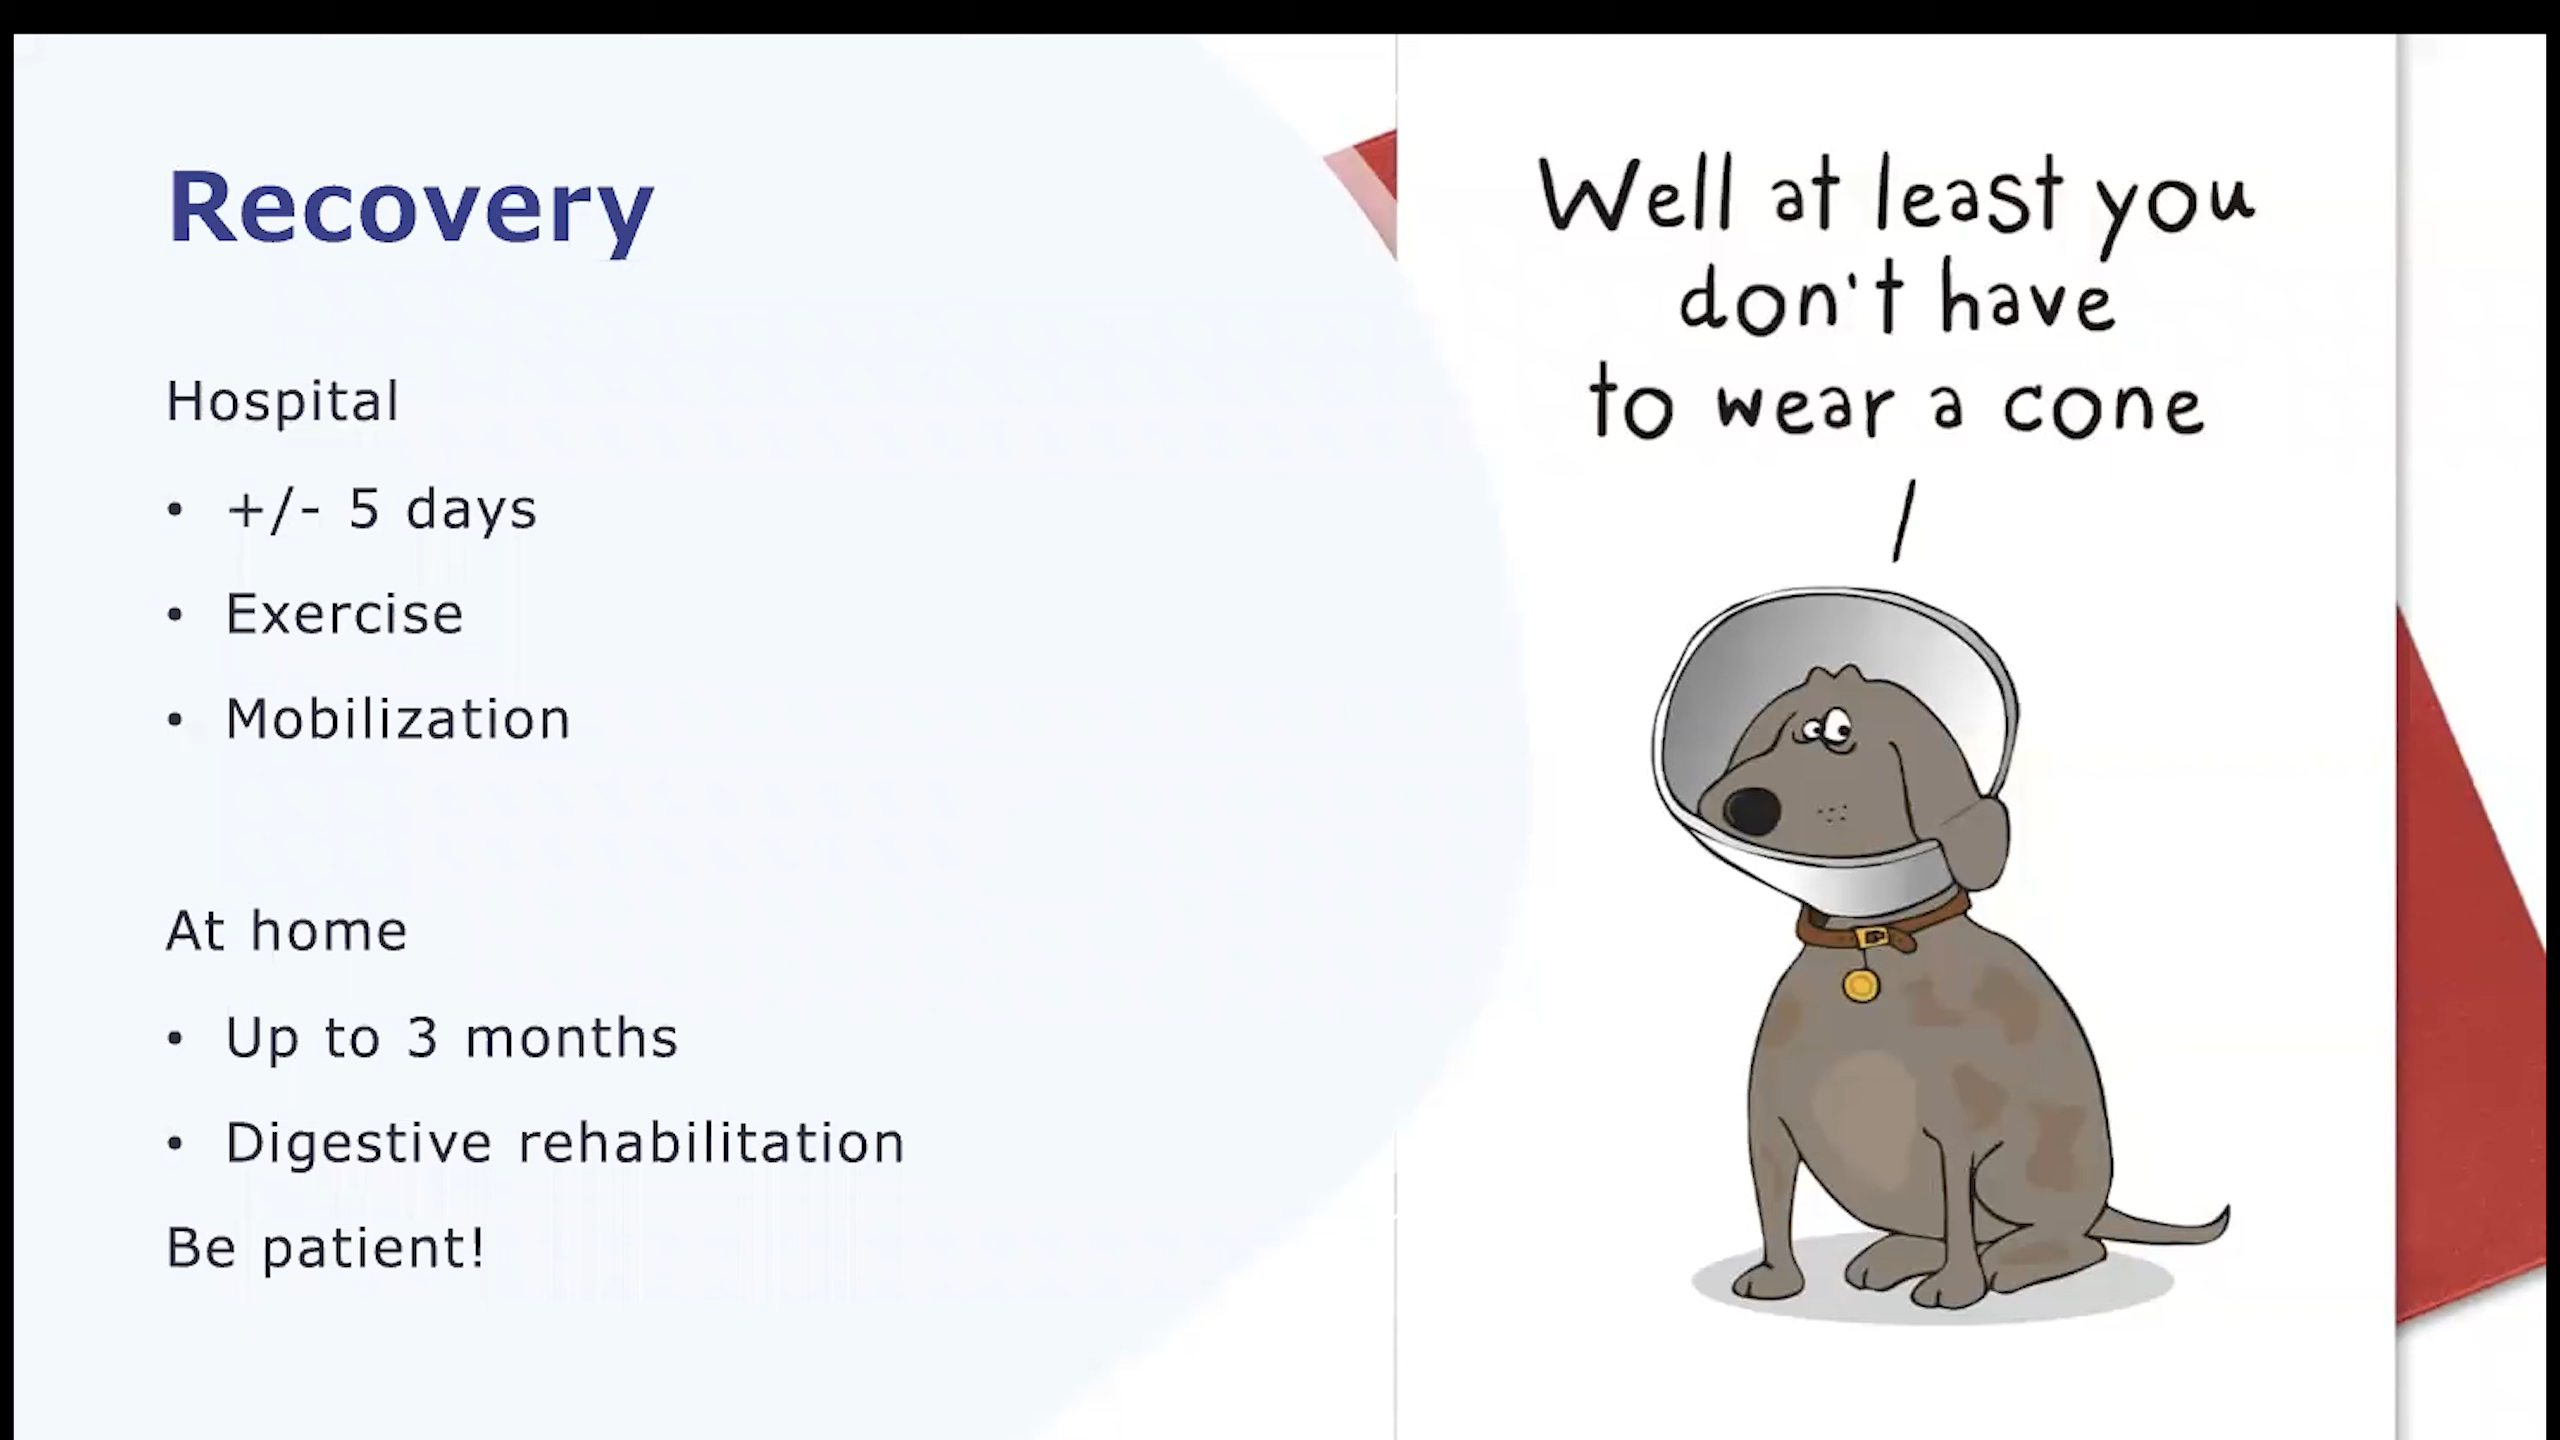 Recovery
Hospital
• +/- 5 days
• Exercise
• Mobilization
At home
• Up to 3 months
• Digestive rehabilitation
Be patient!
Well at least you
don't have
to wear a cone